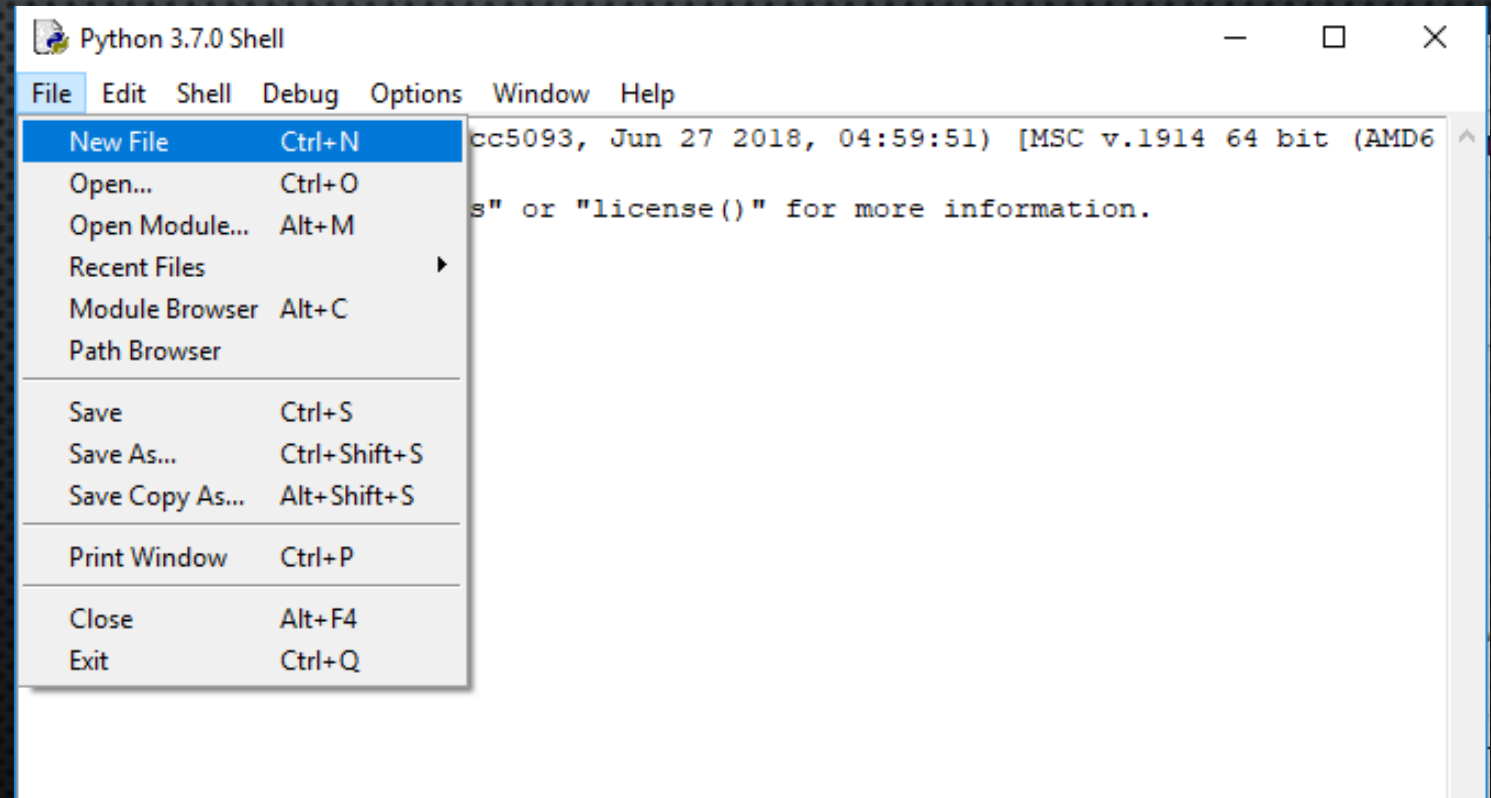 Python 3.7.0 Shell
File Edit Shell Debug Options Window Help
New File Ctrl+N
Open... Ctrl+O
Open Module... Alt+M
Recent Files
Module Browser Alt+C
Path Browser
Save Ctrl+S
Save As... Ctrl+Shift+S
Save Copy As... Alt+Shift+S
Print Window Ctrl+P
Close Alt+F4
Exit Ctrl+Q
cc5093, Jun 27 2018, 04:59:51) [MSC v.1914 64 bit (AMD6
s" or "license()" for more information.